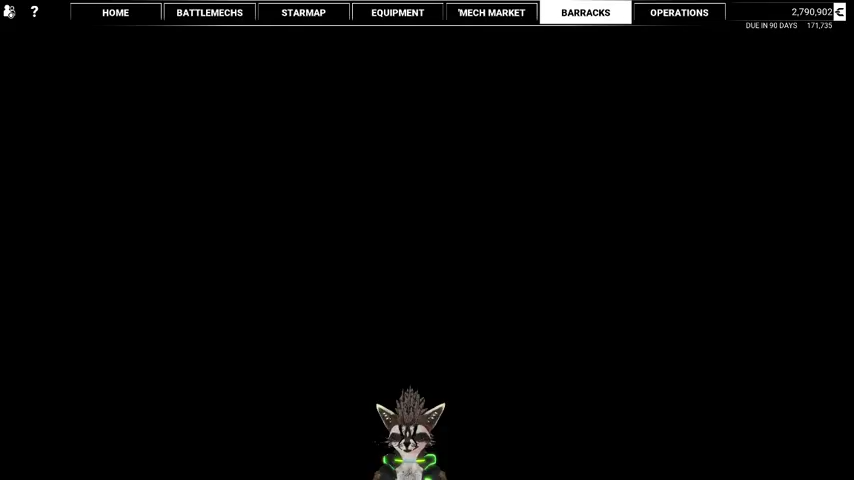 ?
HOME
BATTLEMECHS
STARMAP
EQUIPMENT
'MECH MARKET
BARRACKS
OPERATIONS
2,790,902
DUE IN 90 DAYS 171,735